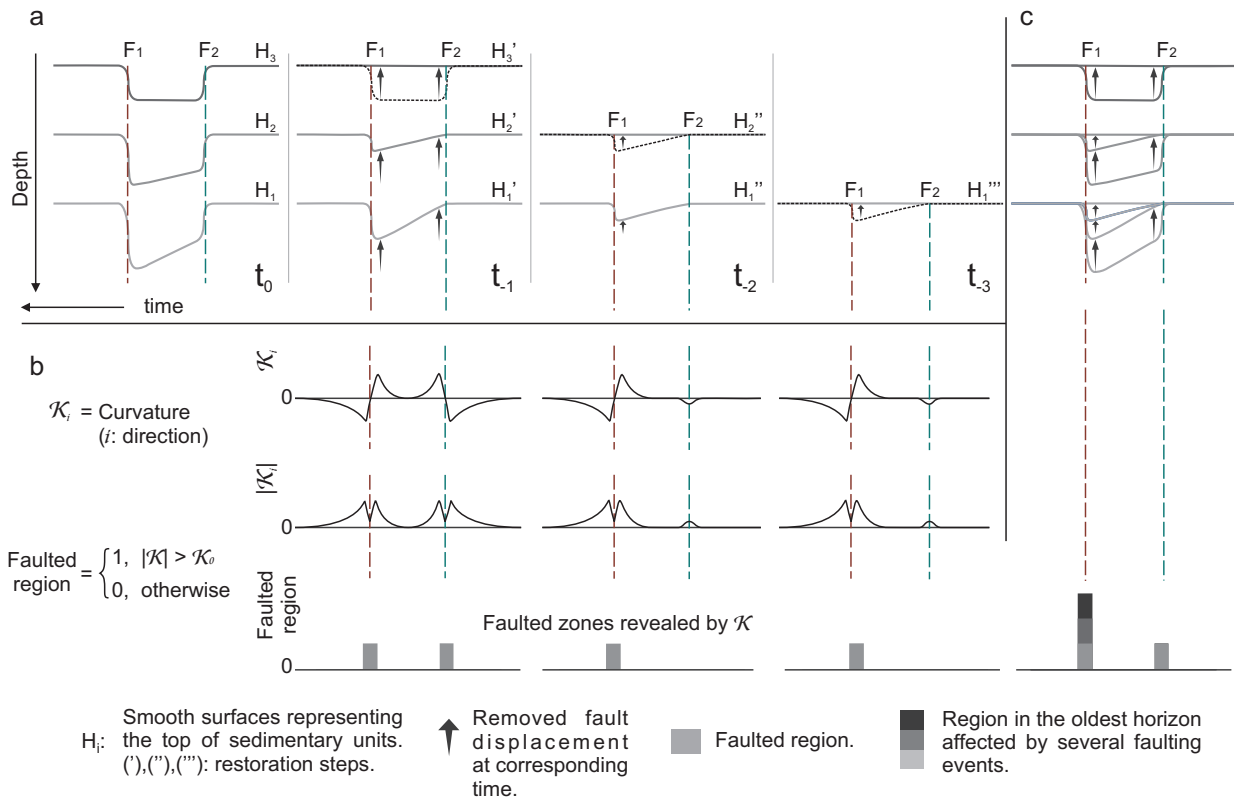 a
c
F1 F2 H3
F1 F2 H3'
F1
F2
H2
H2'
F1 F2 H2''
H1
H1'
H1''
F1 F2 H1'''
Depth
t0
t-1
t-2
t-3
time
b
𝒦i
0
𝒦i = Curvature
(i: direction)
|𝒦i|
0
Faulted
region = { 1, |𝒦| > 𝒦0
0, otherwise
Faulted
region
0
Faulted zones revealed by 𝒦
Hi:
Smooth surfaces representing
the top of sedimentary units.
('),(''),('''): restoration steps.
Removed fault
displacement
at corresponding
time.
Faulted region.
Region in the oldest horizon
affected by several faulting
events.